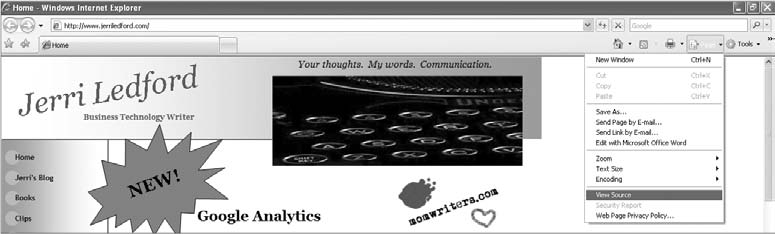 Home - Windows Internet Explorer
http://www.jerriledford.com/
Google
Home
Tools
New Window Ctrl+N
Cut Ctrl+X
Copy Ctrl+C
Paste Ctrl+V
Save As...
Send Page by E-mail...
Send Link by E-mail...
Edit with Microsoft Office Word
Zoom
Text Size
Encoding
View Source
Security Report
Web Page Privacy Policy...
Your thoughts. My words. Communication.
Jerri Ledford
Business Technology Writer
Home
Jerri's Blog
Books
Clips
NEW!
Google Analytics
momwriters.com